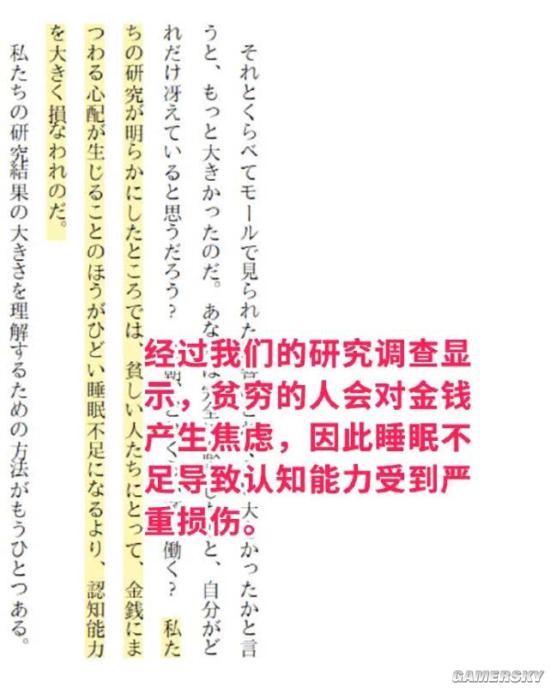 それとくらべてモールで見られた 大 かったかと言
うと、もっと大きかったのだ。あな と、自分がど
れだけ冴えていると思うだろう? 働く? 私た
ちの研究が明らかにしたところでは、貧しい人たちにとって、金銭にま
つわる心配が生じることのほうがひどい睡眠不足になるより、認知能力
を大きく損なわれのだ。
私たちの研究結果の大きさを理解するための方法がもうひとつある。
经过我们的研究调查显
示，贫穷的人会对金钱
产生焦虑，因此睡眠不
足导致认知能力受到严
重损伤。
GAMERSKY